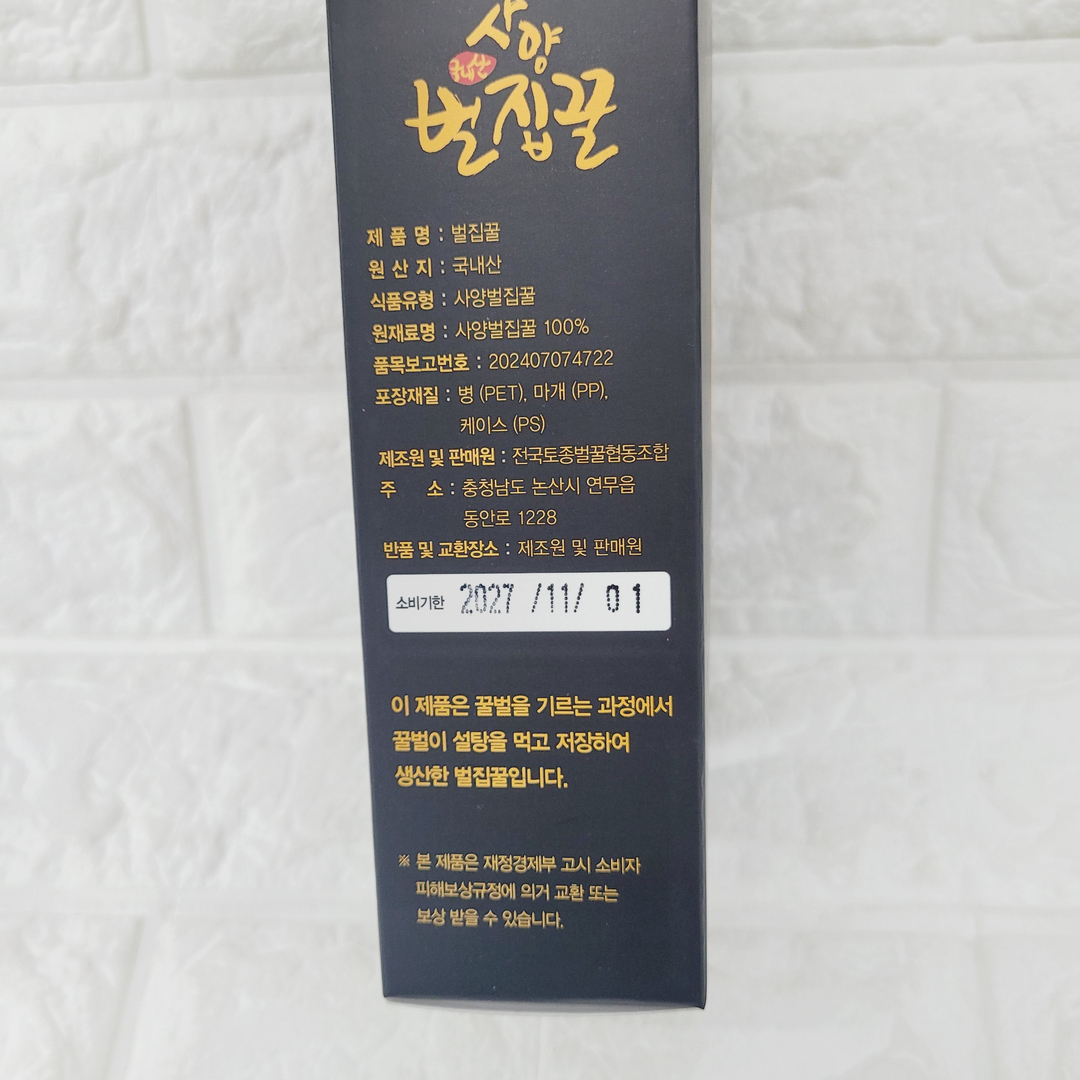 사양
국내산
벌집꿀
제 품 명 : 벌집꿀
원 산 지 : 국내산
식품유형 : 사양벌집꿀
원재료명 : 사양벌집꿀 100%
품목보고번호 : 202407074722
포장재질 : 병 (PET), 마개 (PP),
케이스 (PS)
제조원 및 판매원 : 전국토종벌꿀협동조합
주 소 : 충청남도 논산시 연무읍
동안로 1228
반품 및 교환장소 : 제조원 및 판매원
소비기한 2027 /11/ 01
이 제품은 꿀벌을 기르는 과정에서
꿀벌이 설탕을 먹고 저장하여
생산한 벌집꿀입니다.
※ 본 제품은 재정경제부 고시 소비자
피해보상규정에 의거 교환 또는
보상 받을 수 있습니다.